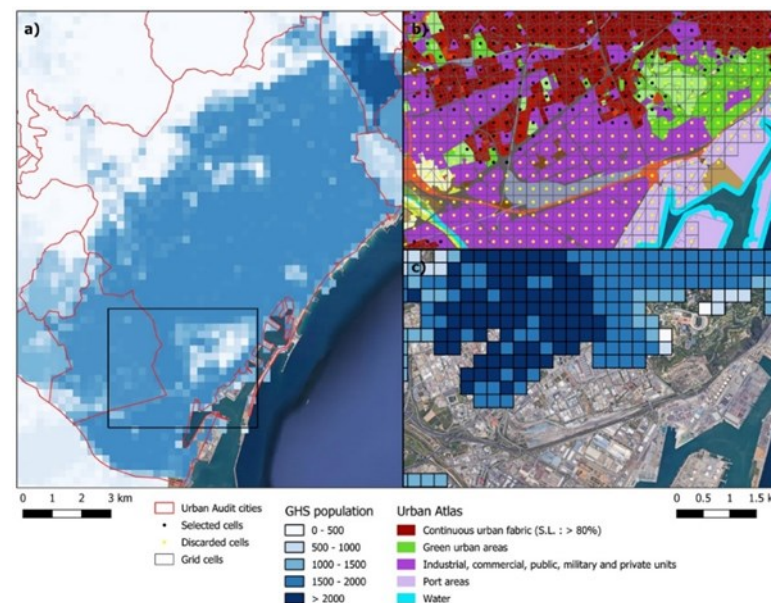 a)
b)
c)
0 1 2 3 km
0 0.5 1 1.5 k
Urban Audit cities
Selected cells
Discarded cells
Grid cells
GHS population
0 - 500
500 - 1000
1000 - 1500
1500 - 2000
> 2000
Urban Atlas
Continuous urban fabric (S.L. : > 80%)
Green urban areas
Industrial, commercial, public, military and private units
Port areas
Water